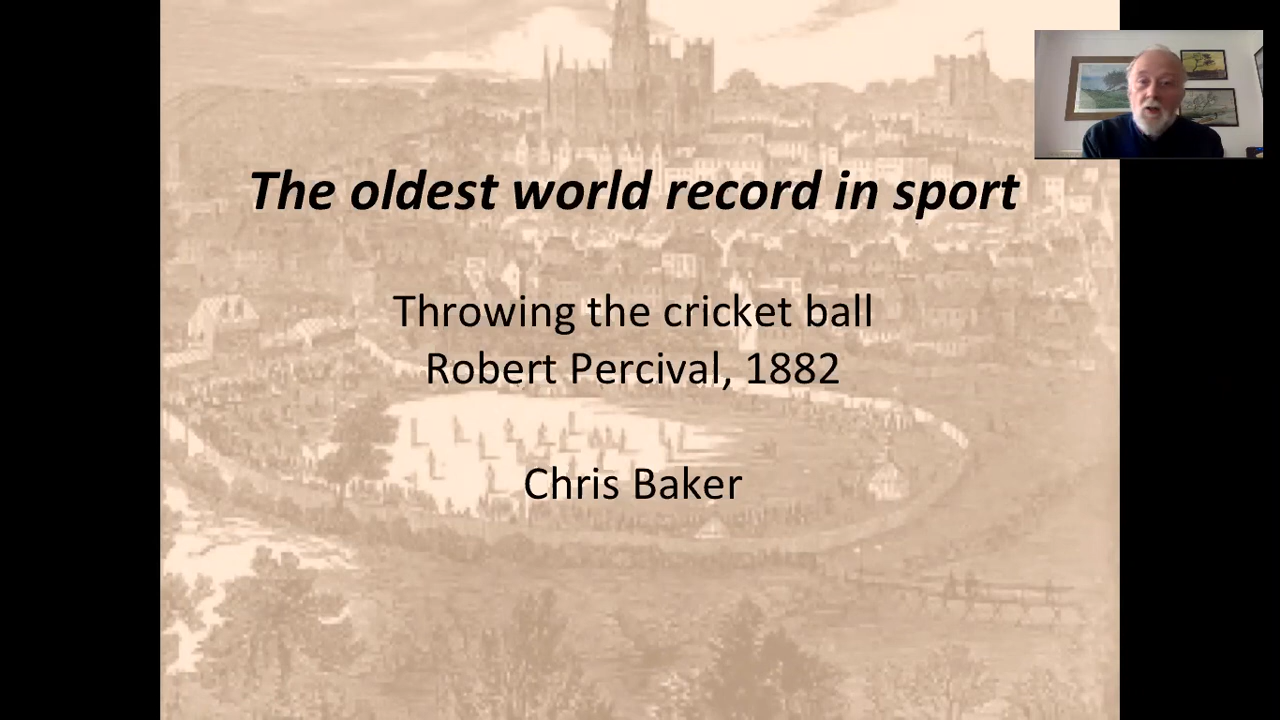 The oldest world record in sport
Throwing the cricket ball
Robert Percival, 1882
Chris Baker